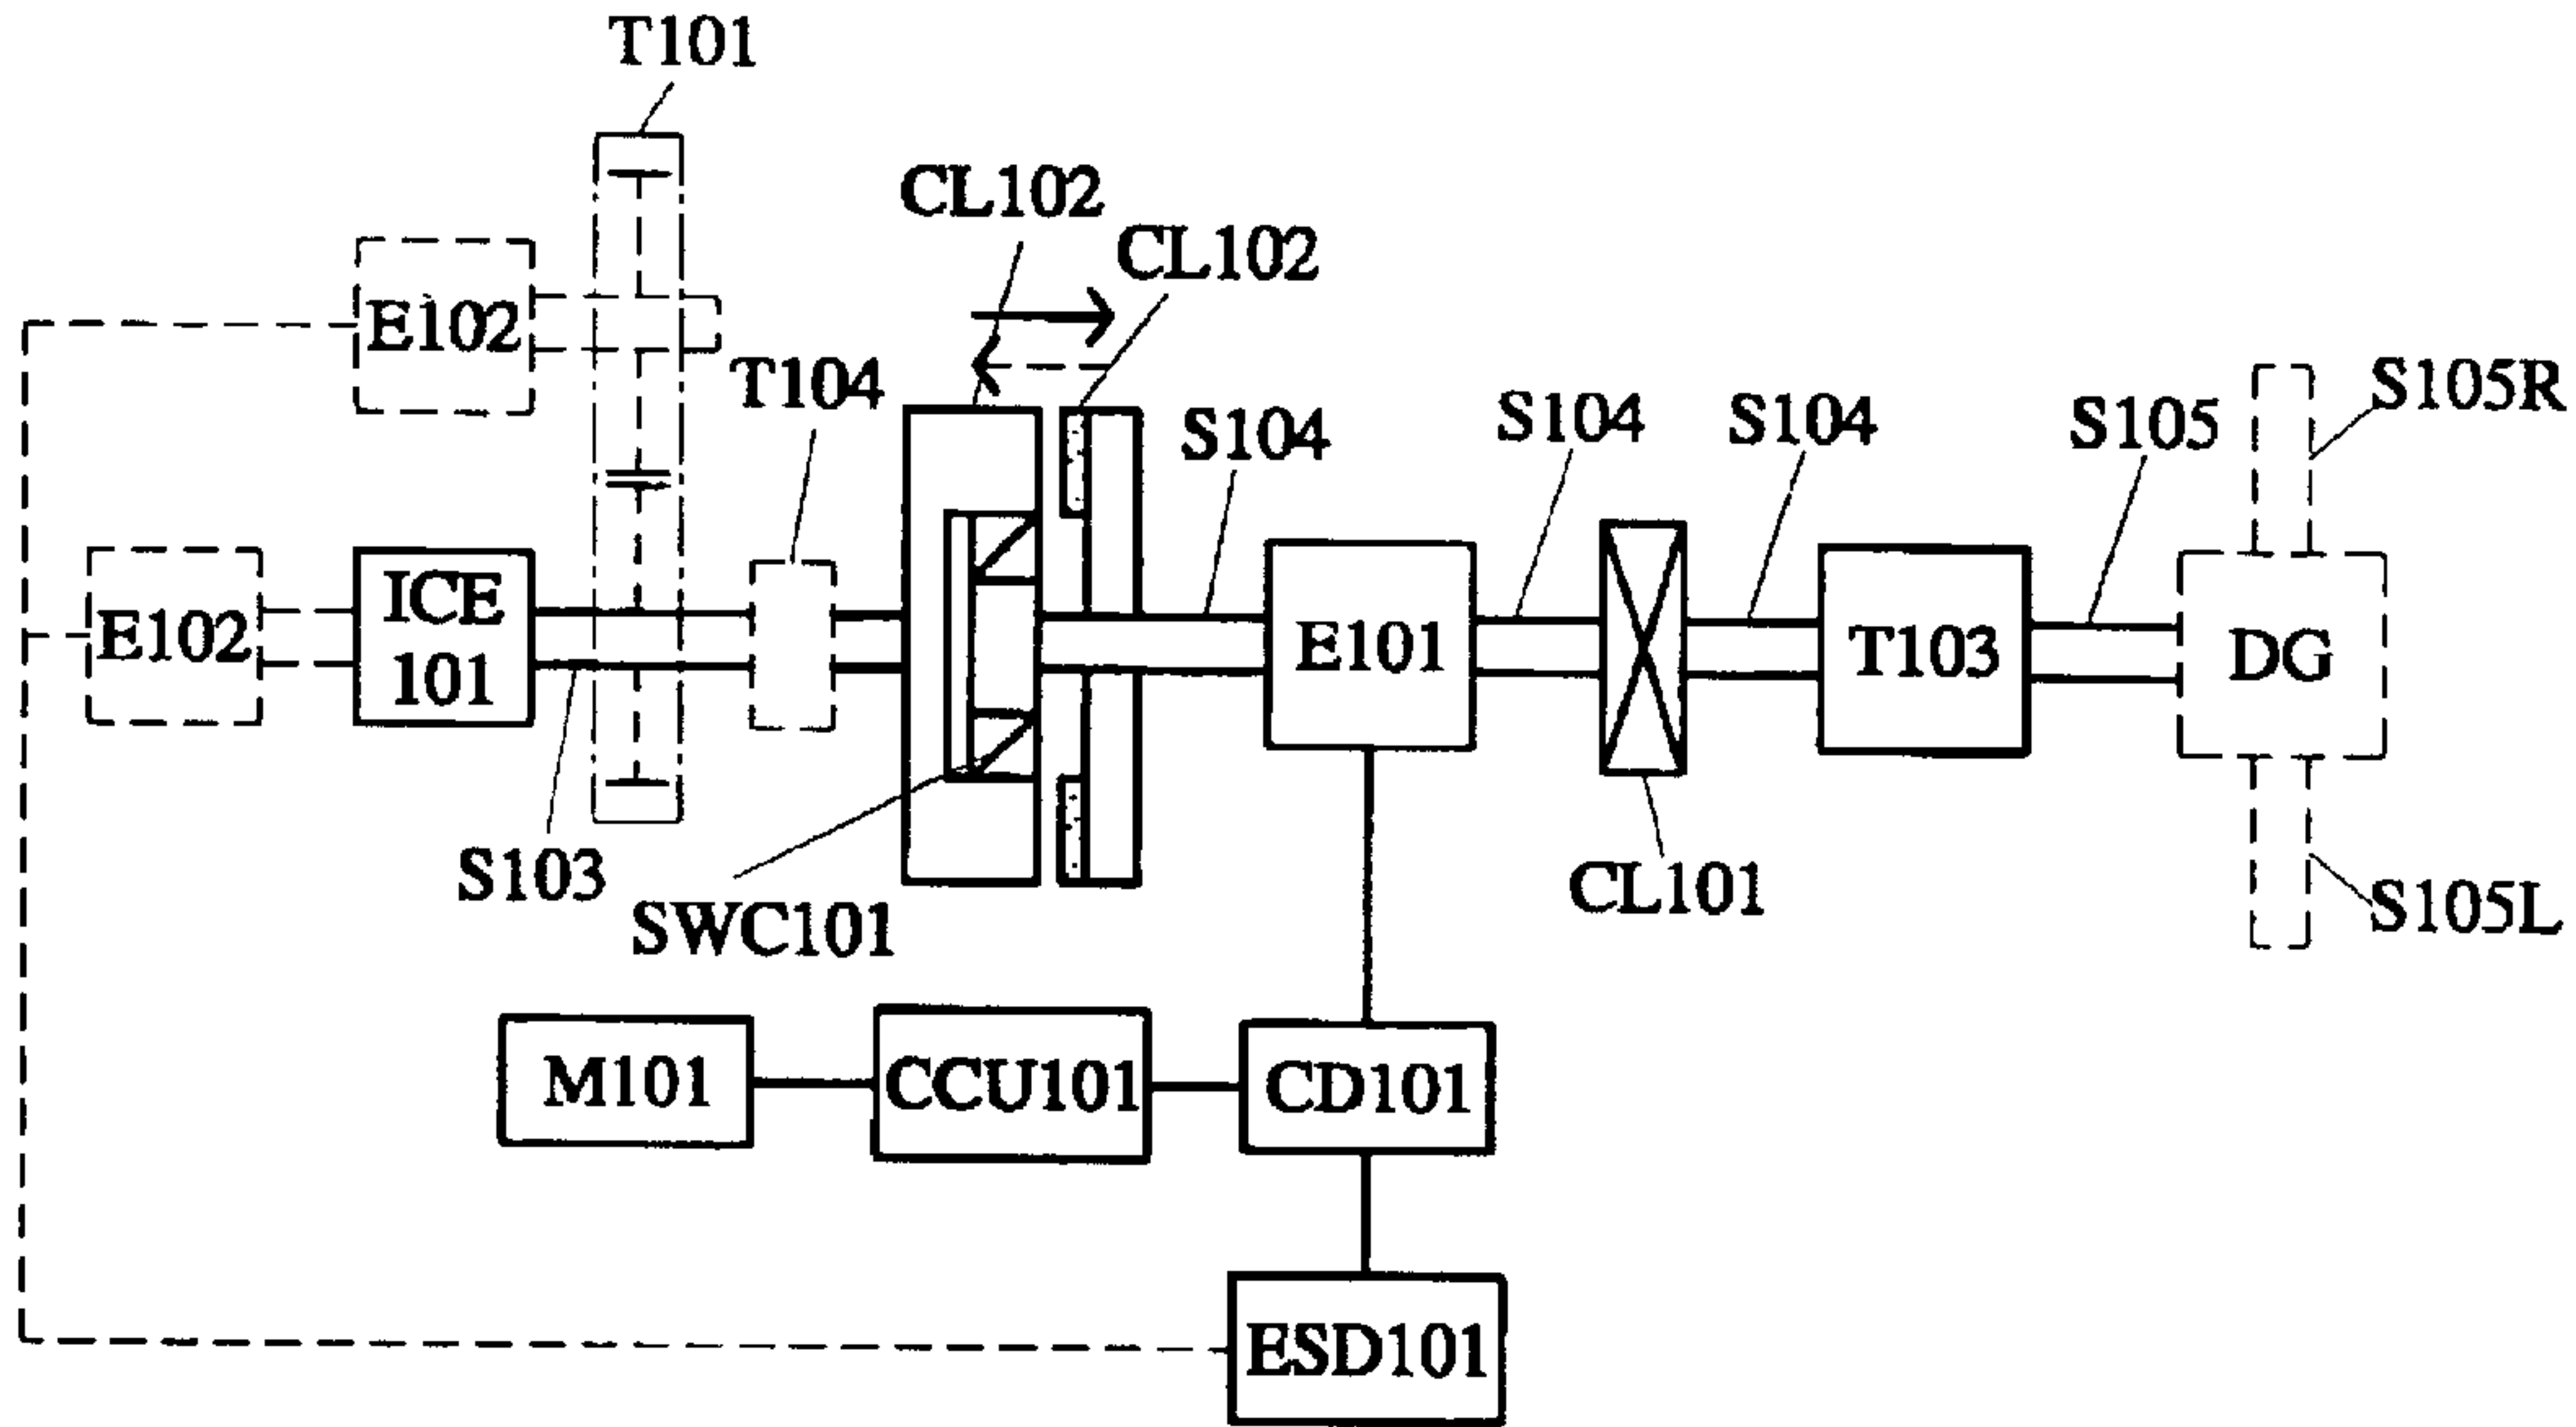 T101
CL102
CL102
E102
T104
S104
S104
S104
S105
S105R
E102
ICE
101
E101
T103
DG
S103
SWC101
CL101
S105L
M101
CCU101
CD101
ESD101